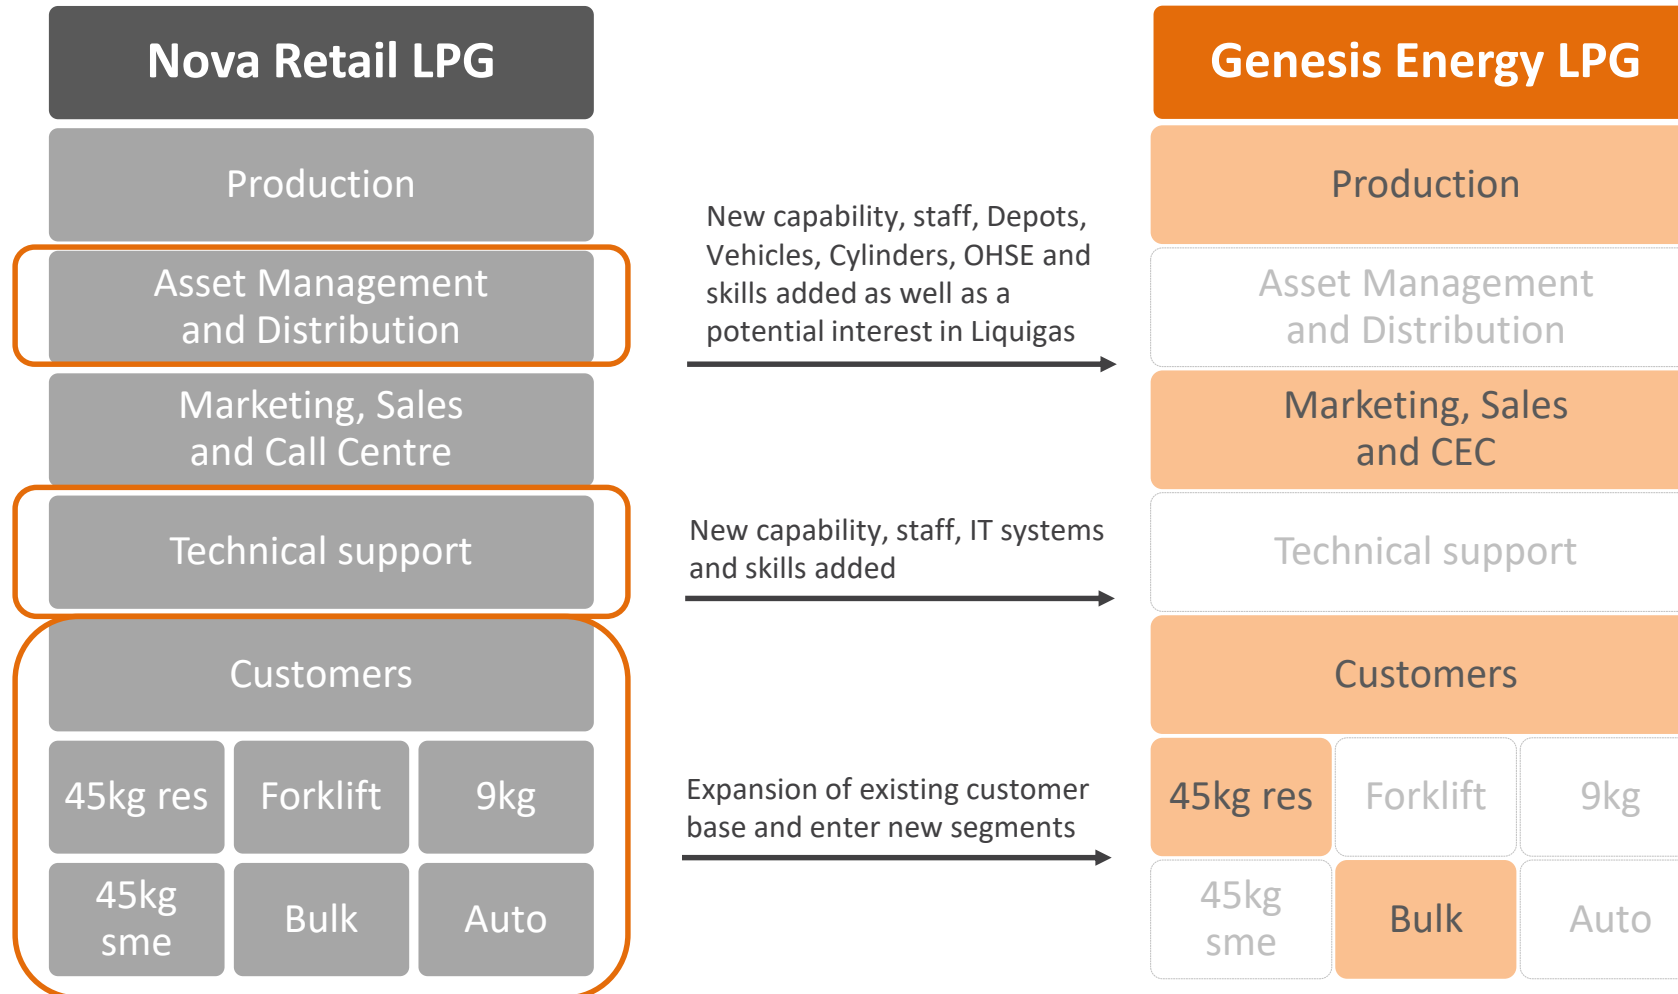 Nova Retail LPG
Production
Asset Management
and Distribution
Marketing, Sales
and Call Centre
Technical support
Customers
45kg res
Forklift
9kg
45kg
sme
Bulk
Auto
New capability, staff, Depots,
Vehicles, Cylinders, OHSE and
skills added as well as a
potential interest in Liquigas
New capability, staff, IT systems
and skills added
Expansion of existing customer
base and enter new segments
Genesis Energy LPG
Production
Asset Management
and Distribution
Marketing, Sales
and CEC
Technical support
Customers
45kg res
Forklift
9kg
45kg
sme
Bulk
Auto